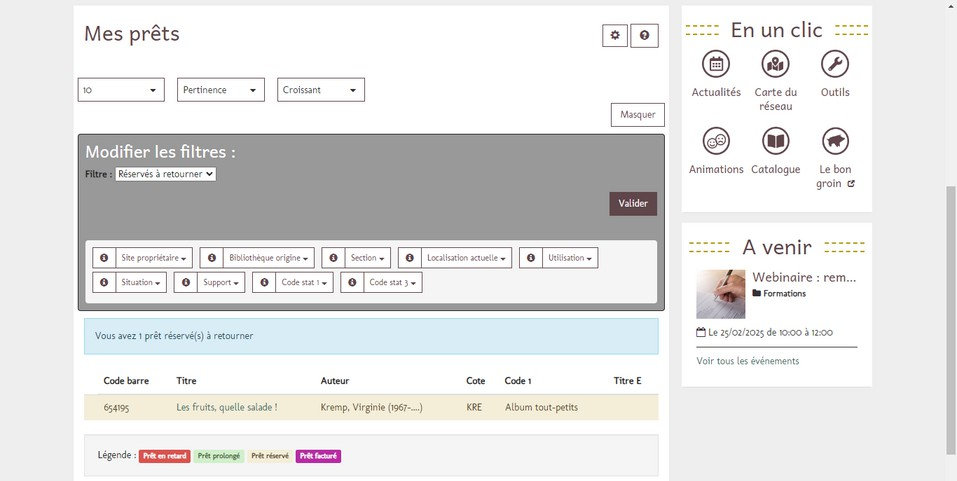 Mes prêts
10
Pertinence
Croissant
Masquer
Modifier les filtres :
Filtre : Réservés à retourner
Valider
Site propriétaire
Bibliothèque origine
Section
Localisation actuelle
Utilisation
Situation
Support
Code stat 1
Code stat 3
Vous avez 1 prêt réservé(s) à retourner
Code barre Titre Auteur Cote Code 1 Titre E
654195 Les fruits, quelle salade ! Kremp, Virginie (1967-....) KRE Album tout-petits
Légende : Prêt en retard Prêt prolongé Prêt réservé Prêt facturé
En un clic
Actualités
Carte du
réseau
Outils
Animations
Catalogue
Le bon
groin
A venir
Webinaire : rem...
Formations
Le 25/02/2025 de 10:00 à 12:00
Voir tous les événements